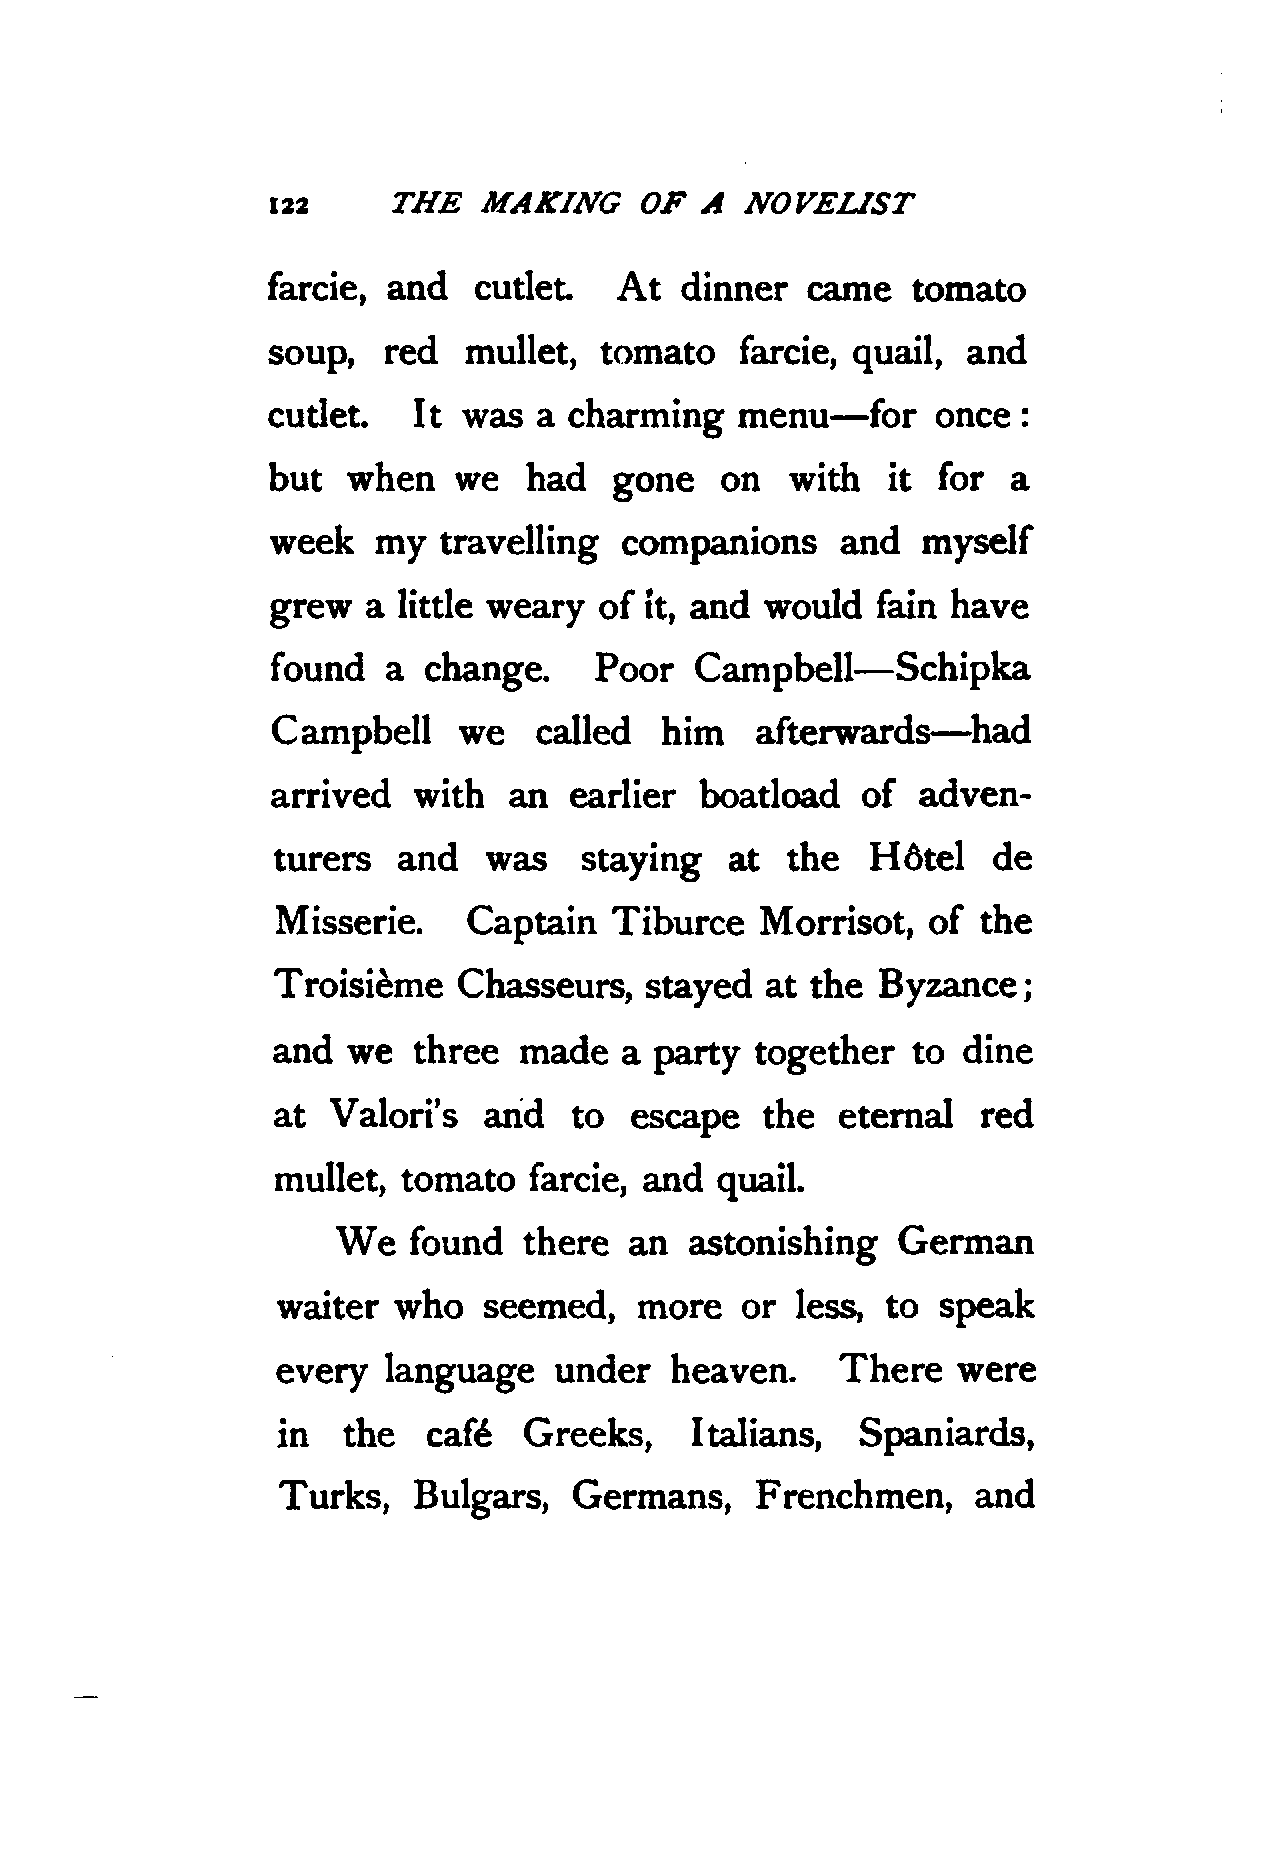 122 THE MAKING OF A NOVELIST
farcie, and cutlet. At dinner came tomato
soup, red mullet, tomato farcie, quail, and
cutlet. It was a charming menu—for once :
but when we had gone on with it for a
week my travelling companions and myself
grew a little weary of it, and would fain have
found a change. Poor Campbell—Schipka
Campbell we called him afterwards—had
arrived with an earlier boatload of adven-
turers and was staying at the Hôtel de
Misserie. Captain Tiburce Morrisot, of the
Troisième Chasseurs, stayed at the Byzance ;
and we three made a party together to dine
at Valori's and to escape the eternal red
mullet, tomato farcie, and quail.
We found there an astonishing German
waiter who seemed, more or less, to speak
every language under heaven. There were
in the café Greeks, Italians, Spaniards,
Turks, Bulgars, Germans, Frenchmen, and